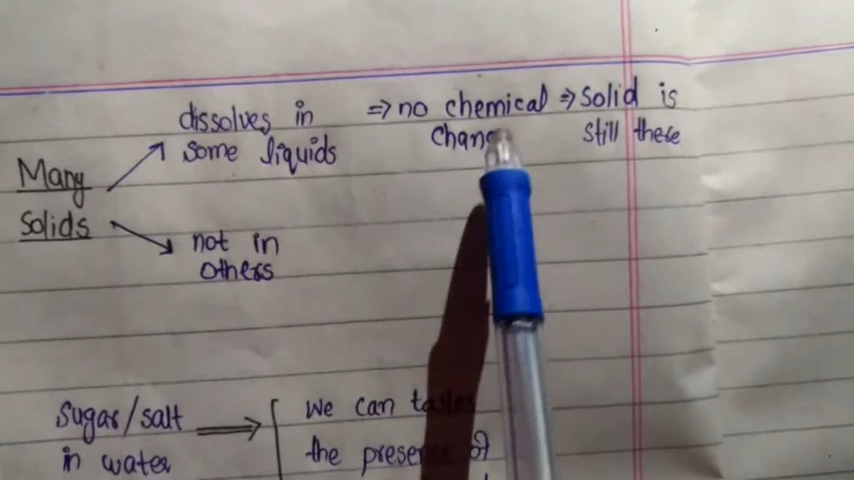 dissolves in
some liquids
⇒ no chemical
⇒ Solid is
still there
Many
Solids
not in
others
Sugar/salt
in water
⇒
We can
the